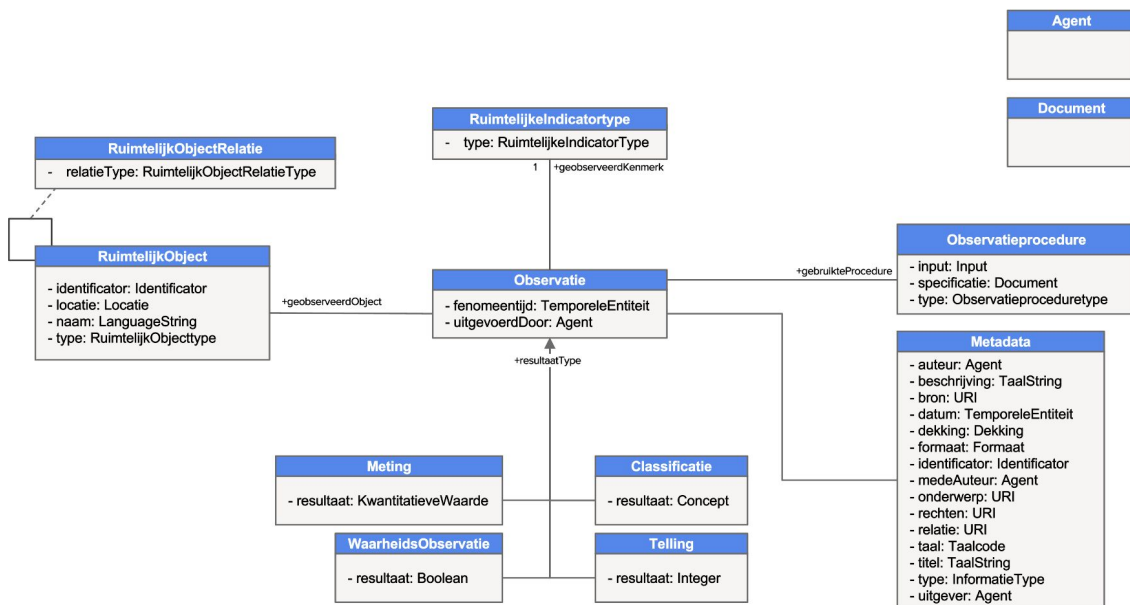 Agent
Document
RuimtelijkeIndicatortype
- type: RuimtelijkeIndicatorType
1 +geobserveerdKenmerk
RuimtelijkObjectRelatie
- relatieType: RuimtelijkObjectRelatieType
RuimtelijkObject
- identificator: Identificator
- locatie: Locatie
- naam: LanguageString
- type: RuimtelijkObjecttype
+geobserveerdObject
Observatie
- fenomeentijd: TemporeleEntiteit
- uitgevoerdDoor: Agent
+gebruikteProcedure
Observatieprocedure
- input: Input
- specificatie: Document
- type: Observatieproceduretype
+resultaatType
Metadata
- auteur: Agent
- beschrijving: TaalString
- bron: URI
- datum: TemporeleEntiteit
- dekking: Dekking
- formaat: Formaat
- identificator: Identificator
- medeAuteur: Agent
- onderwerp: URI
- rechten: URI
- relatie: URI
- taal: Taalcode
- titel: TaalString
- type: InformatieType
- uitgever: Agent
Meting
- resultaat: KwantitatieveWaarde
Classificatie
- resultaat: Concept
WaarheidsObservatie
- resultaat: Boolean
Telling
- resultaat: Integer